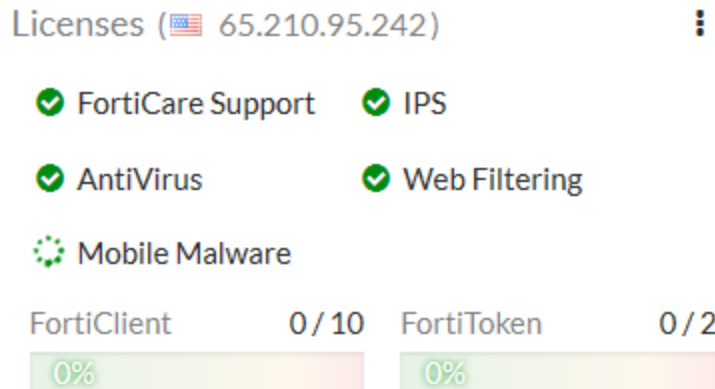 Licenses ( 65.210.95.242)
FortiCare Support IPS
AntiVirus Web Filtering
Mobile Malware
FortiClient 0 / 10 FortiToken 0 / 2
0% 0%